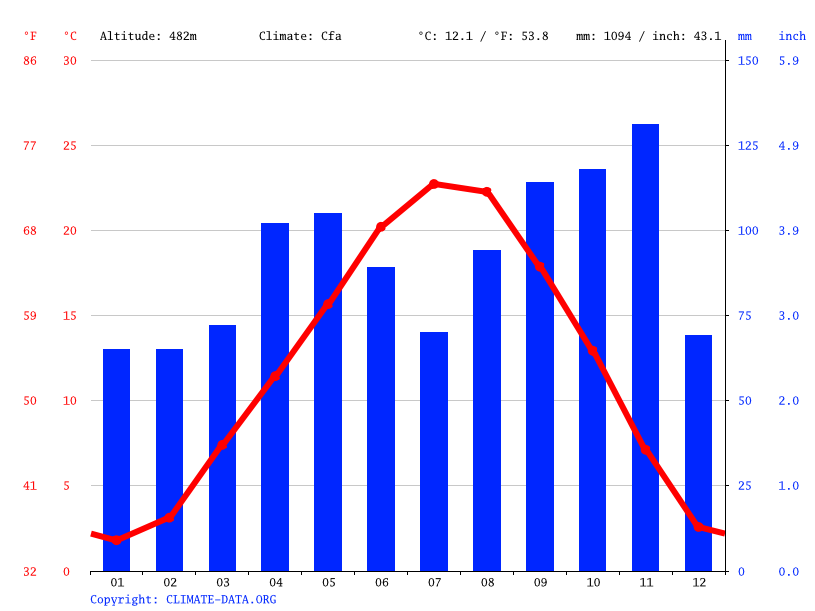 °F °C Altitude: 482m Climate: Cfa °C: 12.1 / °F: 53.8 mm: 1094 / inch: 43.1 mm inch
86 30 150 5.9
77 25 125 4.9
68 20 100 3.9
59 15 75 3.0
50 10 50 2.0
41 5 25 1.0
32 0 0 0.0
01 02 03 04 05 06 07 08 09 10 11 12
Copyright: CLIMATE-DATA.ORG